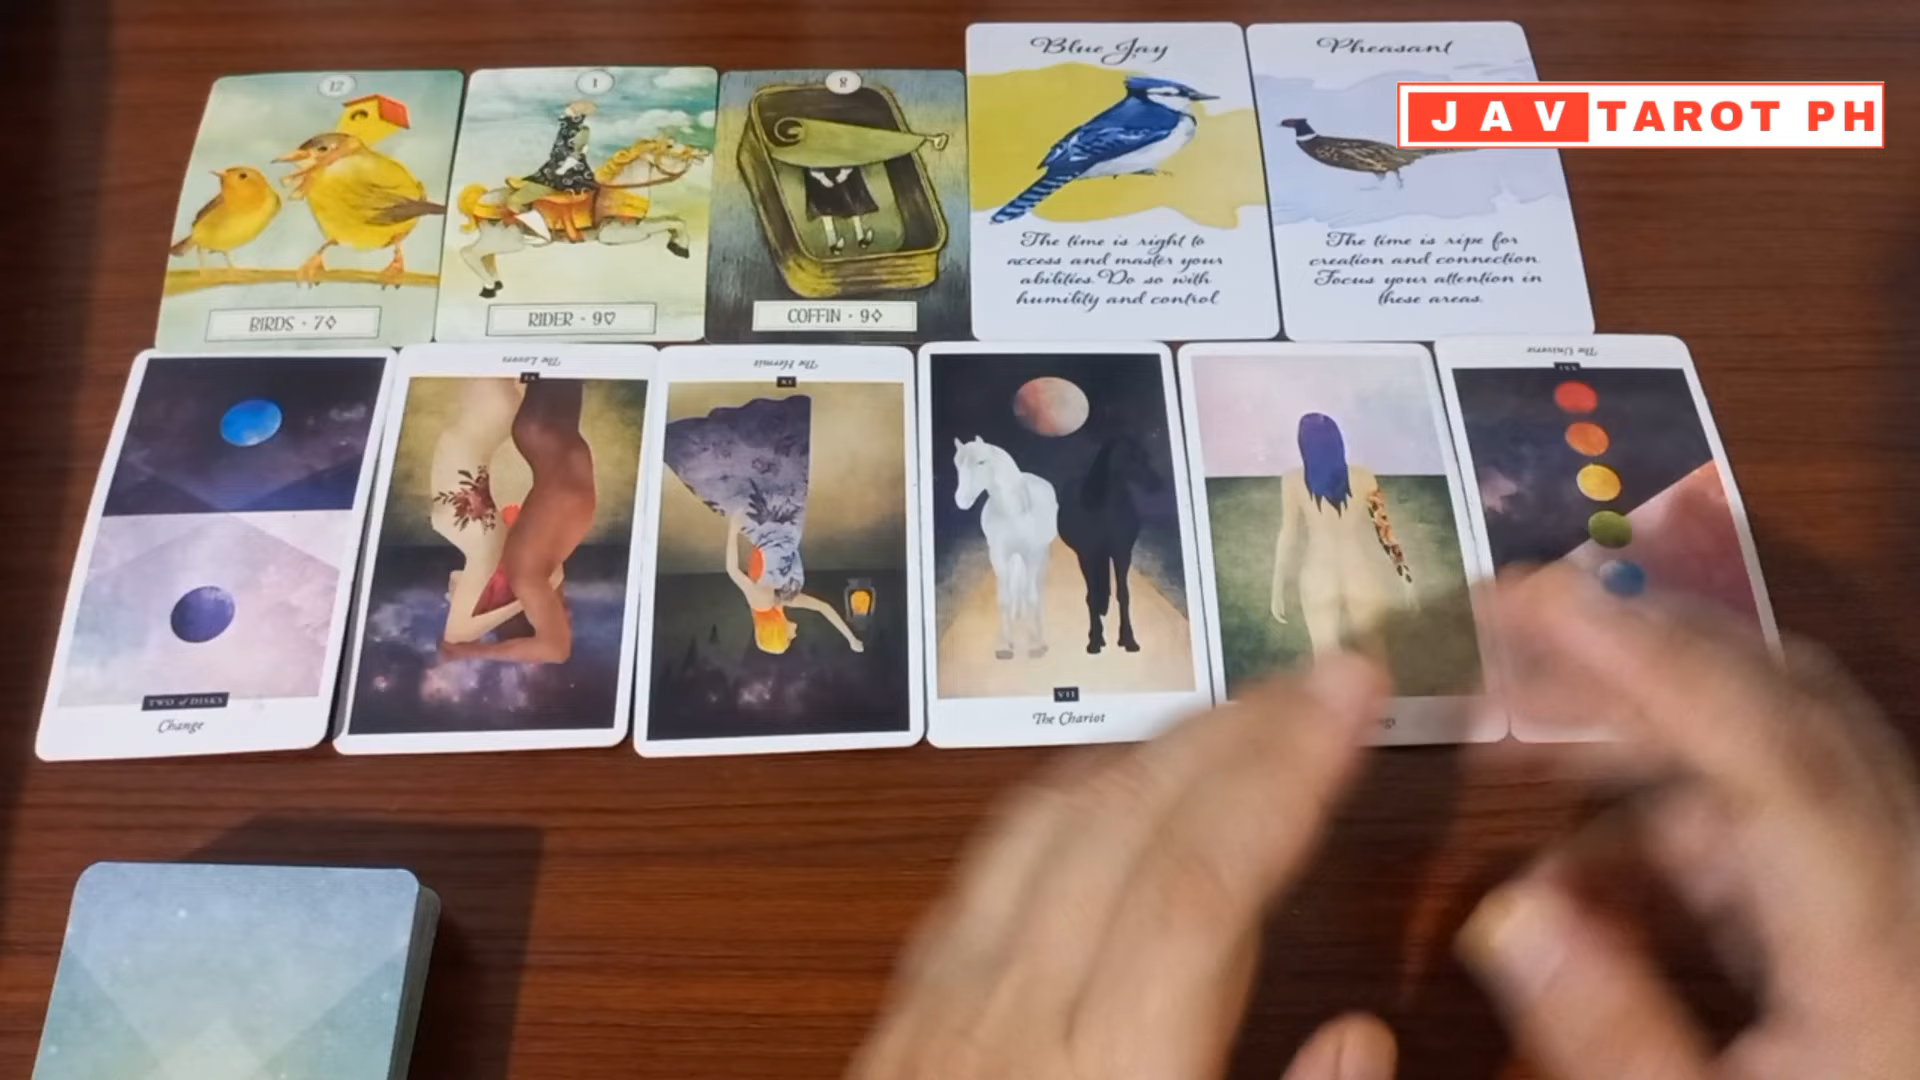 Blue Jay
Pheasant
12
1
8
JAV TAROT PH
The time is right to
access and master your
abilities. Do so with
humility and control
The time is ripe for
creation and connection
Focus your attention in
these areas.
BIRDS · 7◇
RIDER · 9♡
COFFIN · 9◇
The Lovers
VI
The Hermit
IX
The Universe
XXI
TWO of DISKS
Change
VII
The Chariot